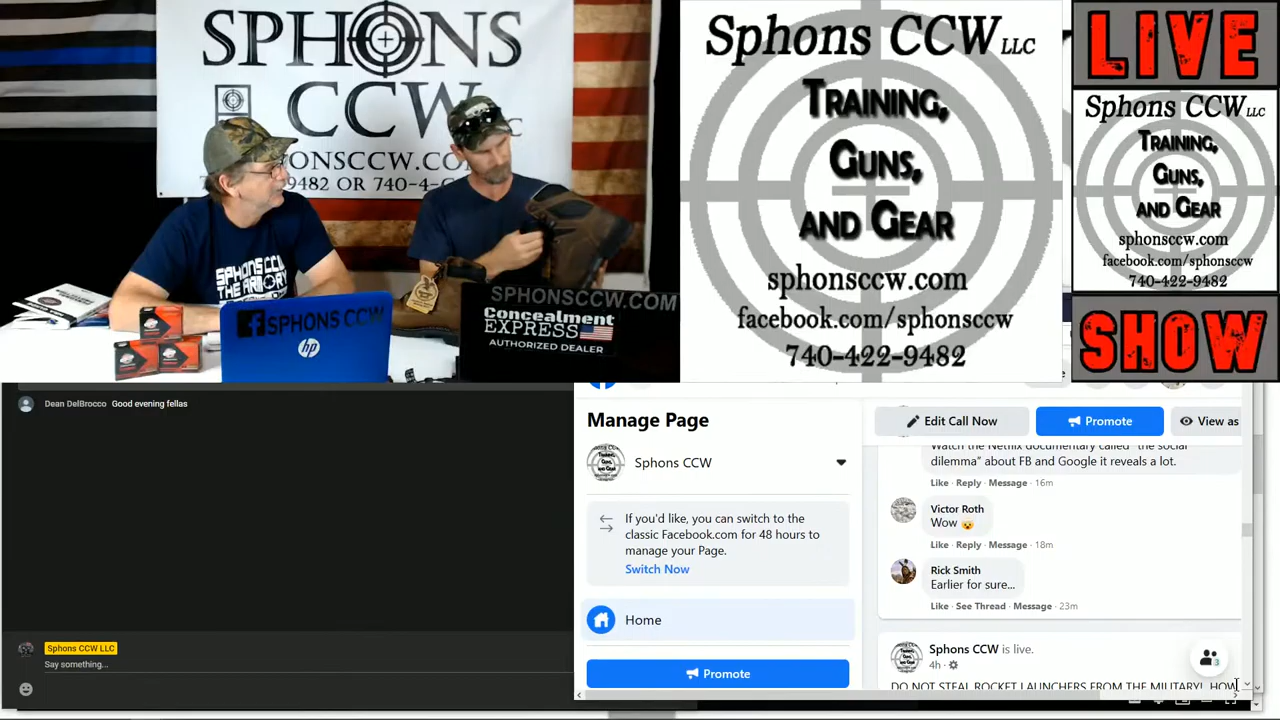 SPHONS
CCW
ONSCCW.CO
9482 OR 740-4
SPHONS CCW
THE ARMORY
SPHONS CCW
hp
SPHONSCCW.COM
Concealment
EXPRESS
AUTHORIZED DEALER
Sphons CCW LLC
Training,
Guns,
and Gear
sphonsccw.com
facebook.com/sphonsccw
740-422-9482
LIVE
Sphons CCW LLC
Training,
Guns,
and Gear
sphonsccw.com
facebook.com/sphonsccw
740-422-9482
SHOW
Dean DelBrocco Good evening fellas
Sphons CCW LLC
Say something...
Manage Page
Sphons CCW
If you'd like, you can switch to the
classic Facebook.com for 48 hours to
manage your Page.
Switch Now
Home
Promote
Edit Call Now
Promote
View as
Watch the Netflix documentary called "the social
dilemma" about FB and Google it reveals a lot.
Like · Reply · Message · 16m
Victor Roth
Wow 😮
Like · Reply · Message · 18m
Rick Smith
Earlier for sure...
Like · See Thread · Message · 23m
Sphons CCW is live.
4h ·
3
DO NOT STEAL ROCKET LAUNCHERS FROM THE MILITARY! HOW